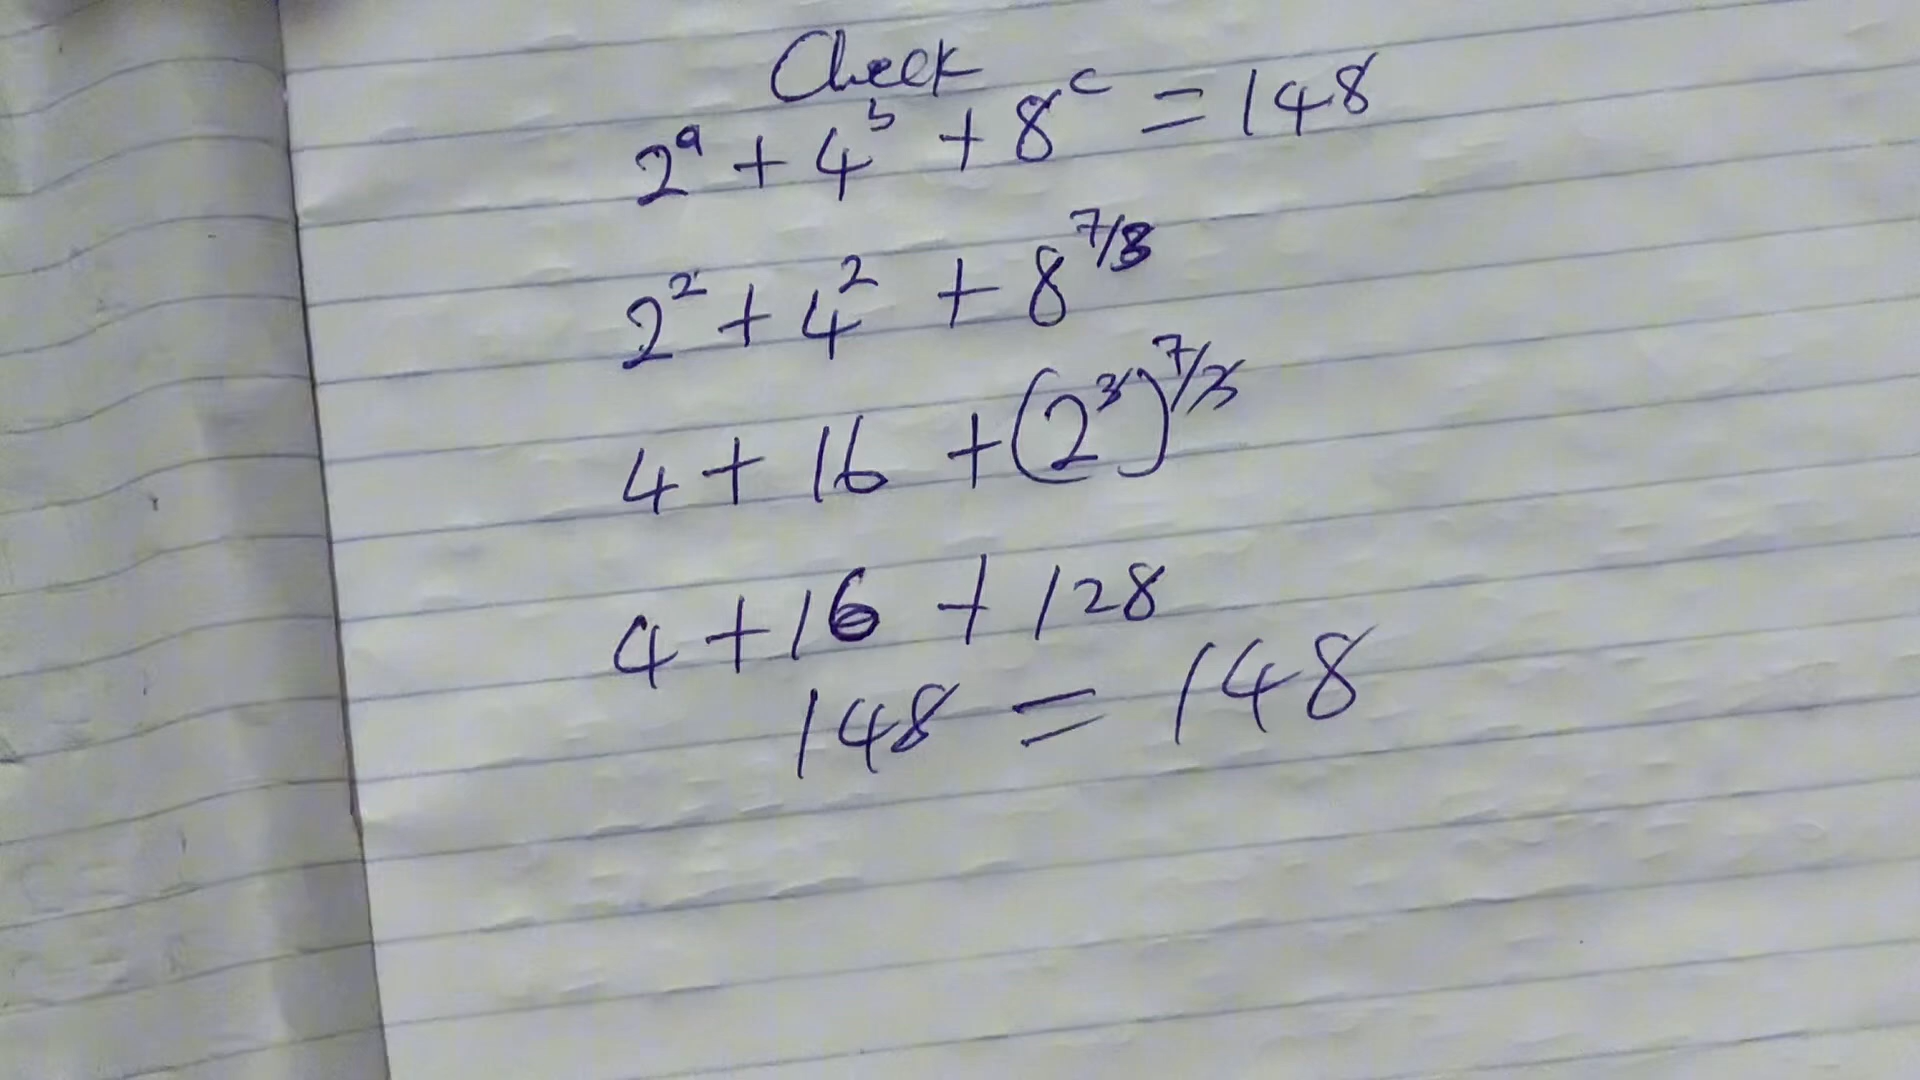 Check
2^a + 4^b + 8^c = 148
2^2 + 4^2 + 8^7/3
4 + 16 + (2^3)^7/3
4 + 16 + 128
148 = 148